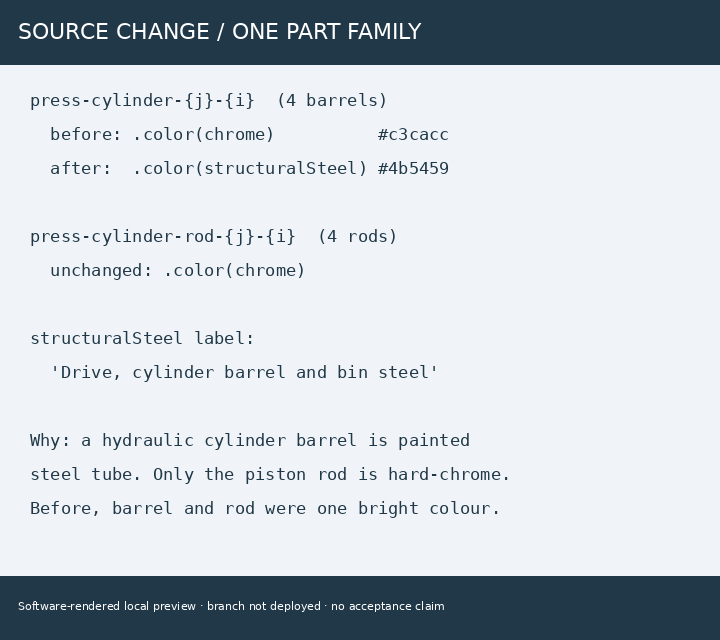 SOURCE CHANGE / ONE PART FAMILY
press-cylinder-{j}-{i}  (4 barrels)
before: .color(chrome)          #c3cacc
after:  .color(structuralSteel) #4b5459
press-cylinder-rod-{j}-{i}  (4 rods)
unchanged: .color(chrome)
structuralSteel label:
'Drive, cylinder barrel and bin steel'
Why: a hydraulic cylinder barrel is painted
steel tube. Only the piston rod is hard-chrome.
Before, barrel and rod were one bright colour.
Software-rendered local preview · branch not deployed · no acceptance claim